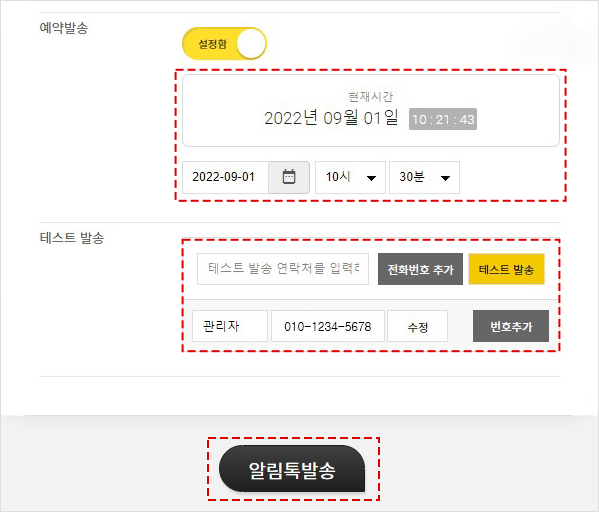 예약발송
설정함
현재시간
2022년 09월 01일 10 : 21 : 43
2022-09-01 10시 30분
테스트 발송
테스트 발송 연락처를 입력하 전화번호 추가 테스트 발송
관리자 010-1234-5678 수정 번호추가
알림톡발송